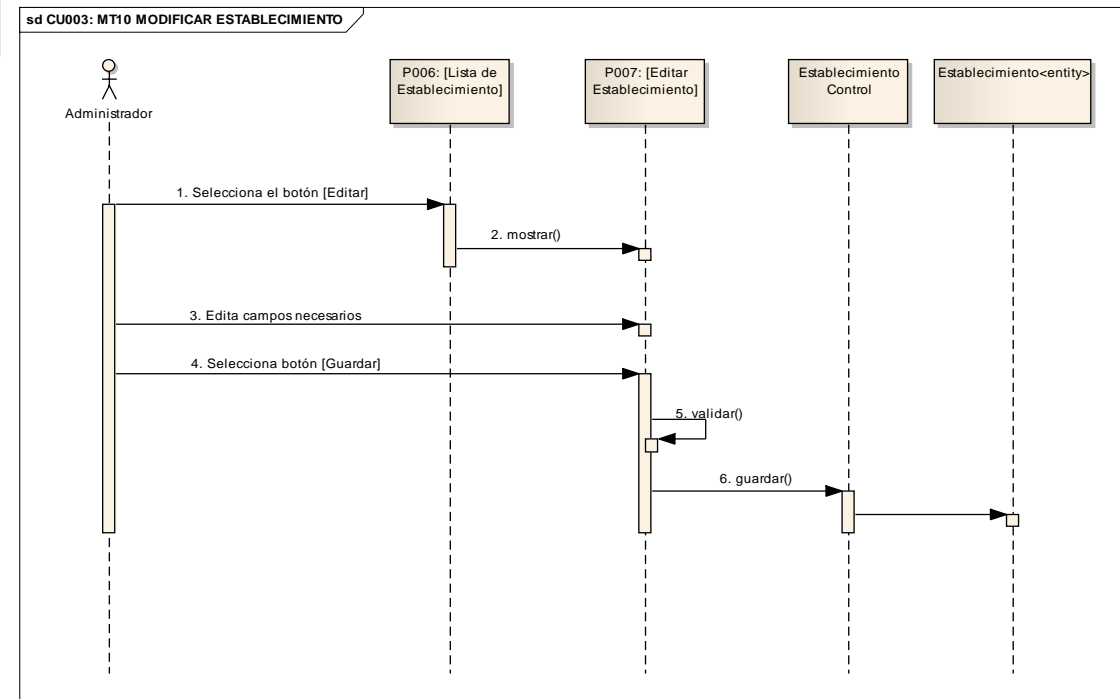 sd CU003: MT10 MODIFICAR ESTABLECIMIENTO
Administrador
P006: [Lista de
Establecimiento]
P007: [Editar
Establecimiento]
Establecimiento
Control
Establecimiento<entity>
1. Selecciona el botón [Editar]
2. mostrar()
3. Edita campos necesarios
4. Selecciona botón [Guardar]
5. validar()
6. guardar()